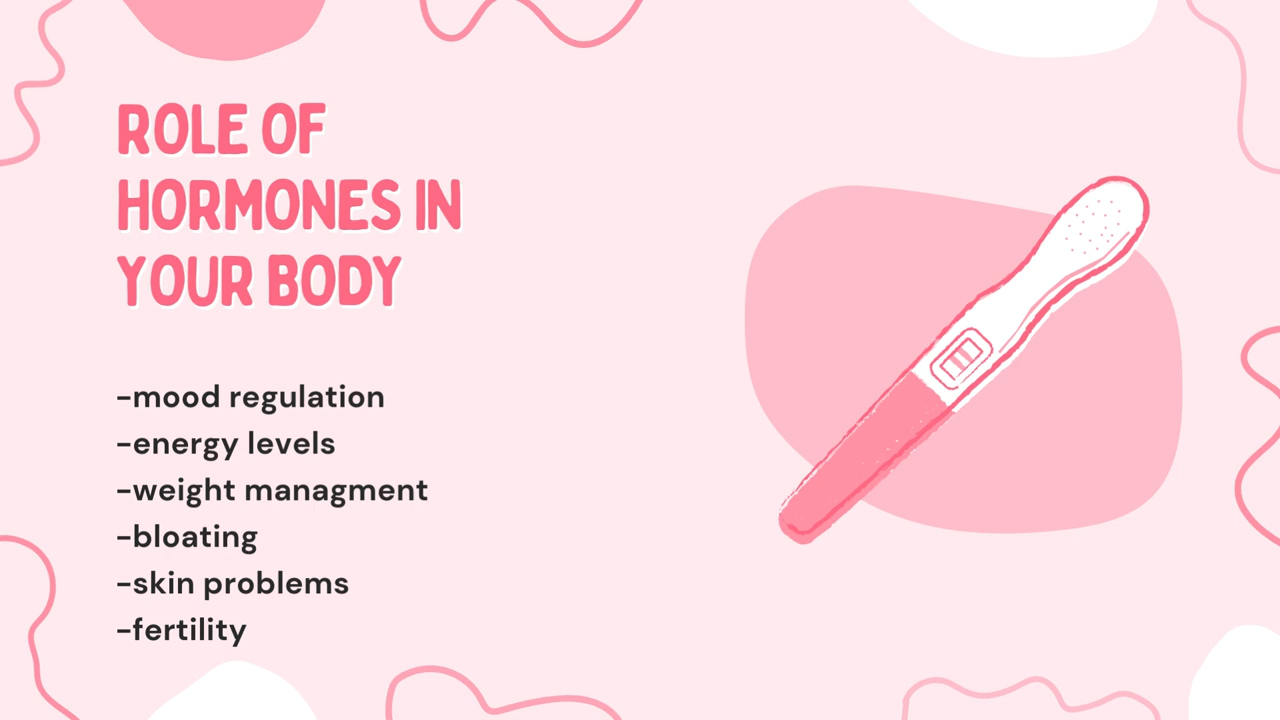 ROLE OF
HORMONES IN
YOUR BODY
-mood regulation
-energy levels
-weight managment
-bloating
-skin problems
-fertility